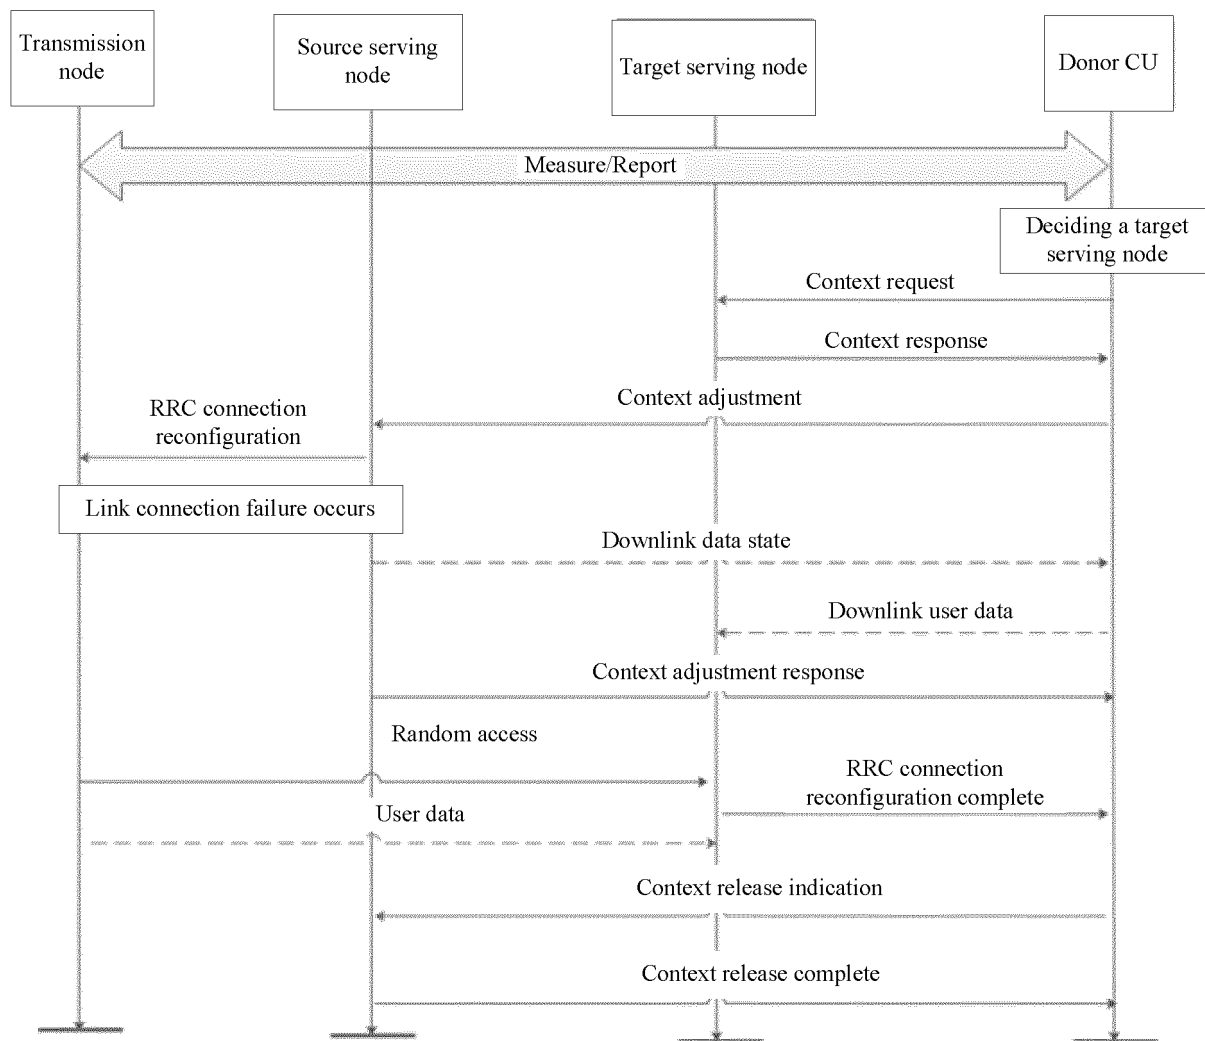 Transmission
node
Source serving
node
Target serving node
Donor CU
Measure/Report
Deciding a target
serving node
Context request
Context response
Context adjustment
RRC connection
reconfiguration
Link connection failure occurs
Downlink data state
Downlink user data
Context adjustment response
Random access
RRC connection
reconfiguration complete
User data
Context release indication
Context release complete